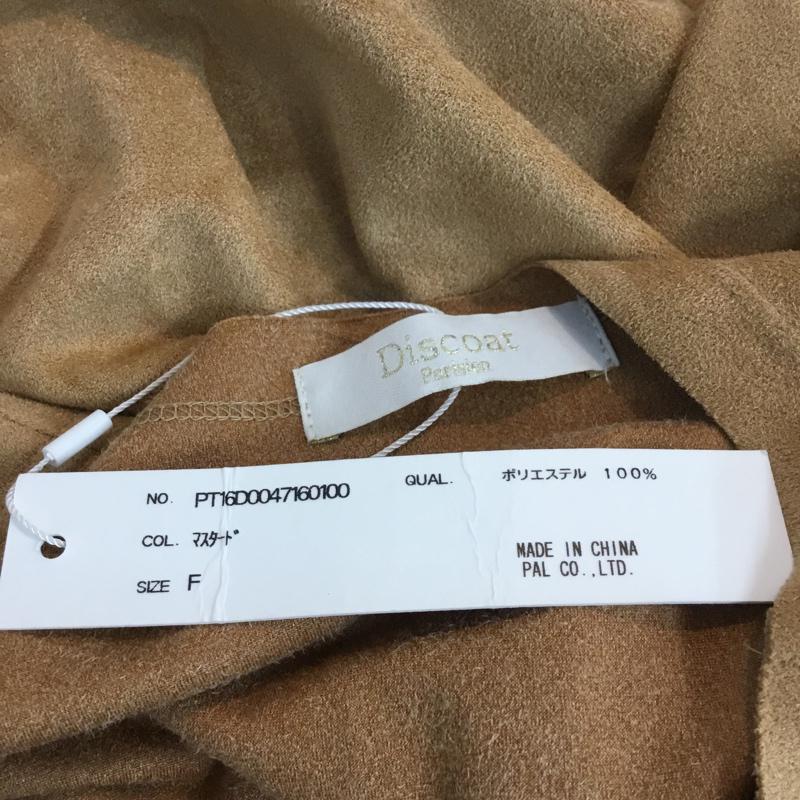 Discoat
Parisien
NO. PT16D0047160100
QUAL. ポリエステル 100%
COL. マスタード
SIZE F
MADE IN CHINA
PAL CO.,LTD.